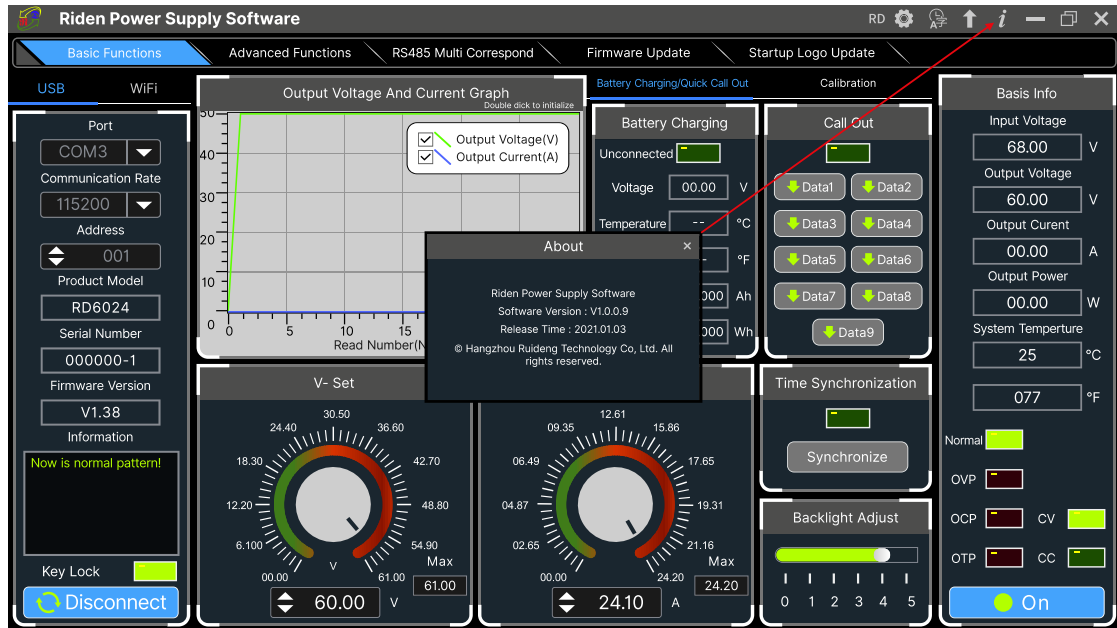 Riden Power Supply Software
RD
i
Basic Functions
Advanced Functions
RS485 Multi Correspond
Firmware Update
Startup Logo Update
USB
WiFi
Port
COM3
Communication Rate
115200
Address
001
Product Model
RD6024
Serial Number
000000-1
Firmware Version
V1.38
Information
Now is normal pattern!
Key Lock
Disconnect
Output Voltage And Current Graph
Double dick to initialize
Output Voltage(V)
Output Current(A)
50
40
30
20
10
0
0 5 10 15
Read Number(N
Battery Charging/Quick Call Out
Calibration
Battery Charging
Unconnected
Voltage 00.00 V
Temperature -- °C
°F
000 Ah
000 Wh
Call Out
Data1
Data2
Data3
Data4
Data5
Data6
Data7
Data8
Data9
About
Riden Power Supply Software
Software Version : V1.0.0.9
Release Time : 2021.01.03
© Hangzhou Ruideng Technology Co, Ltd. All
rights reserved.
V- Set
30.50
24.40
36.60
18.30
42.70
12.20
48.80
6.100
54.90
00.00
V
61.00
Max
61.00
60.00 V
12.61
09.35
15.86
06.49
17.65
04.87
19.31
02.65
21.16
00.00
24.20
Max
24.20
24.10 A
Time Synchronization
Synchronize
Backlight Adjust
0 1 2 3 4 5
Basis Info
Input Voltage
68.00 V
Output Voltage
60.00 V
Output Curent
00.00 A
Output Power
00.00 W
System Temperture
25 °C
077 °F
Normal
OVP
OCP
CV
OTP
CC
On